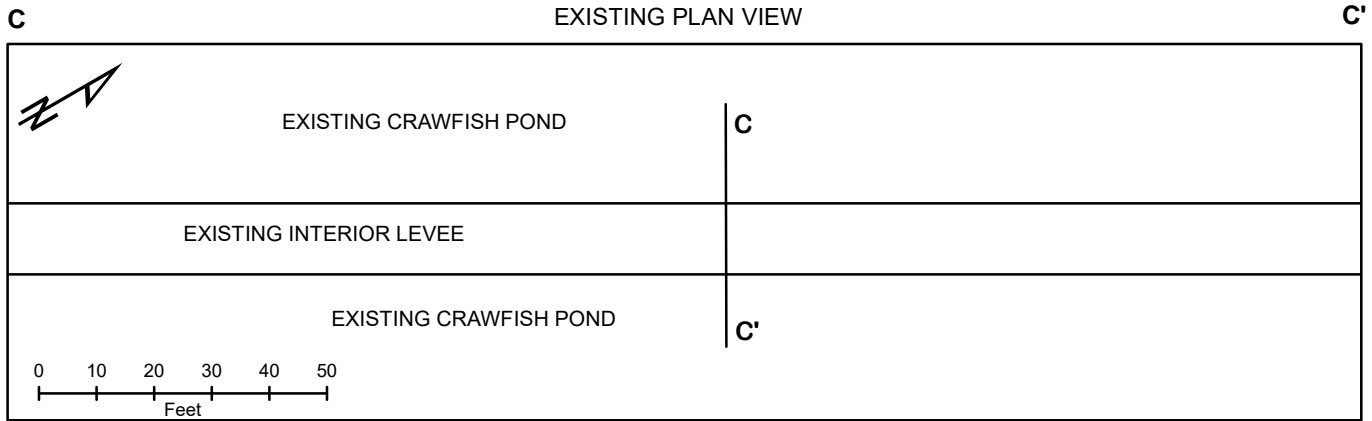 C EXISTING PLAN VIEW C'
N
EXISTING CRAWFISH POND C
EXISTING INTERIOR LEVEE
EXISTING CRAWFISH POND C'
0 10 20 30 40 50
Feet